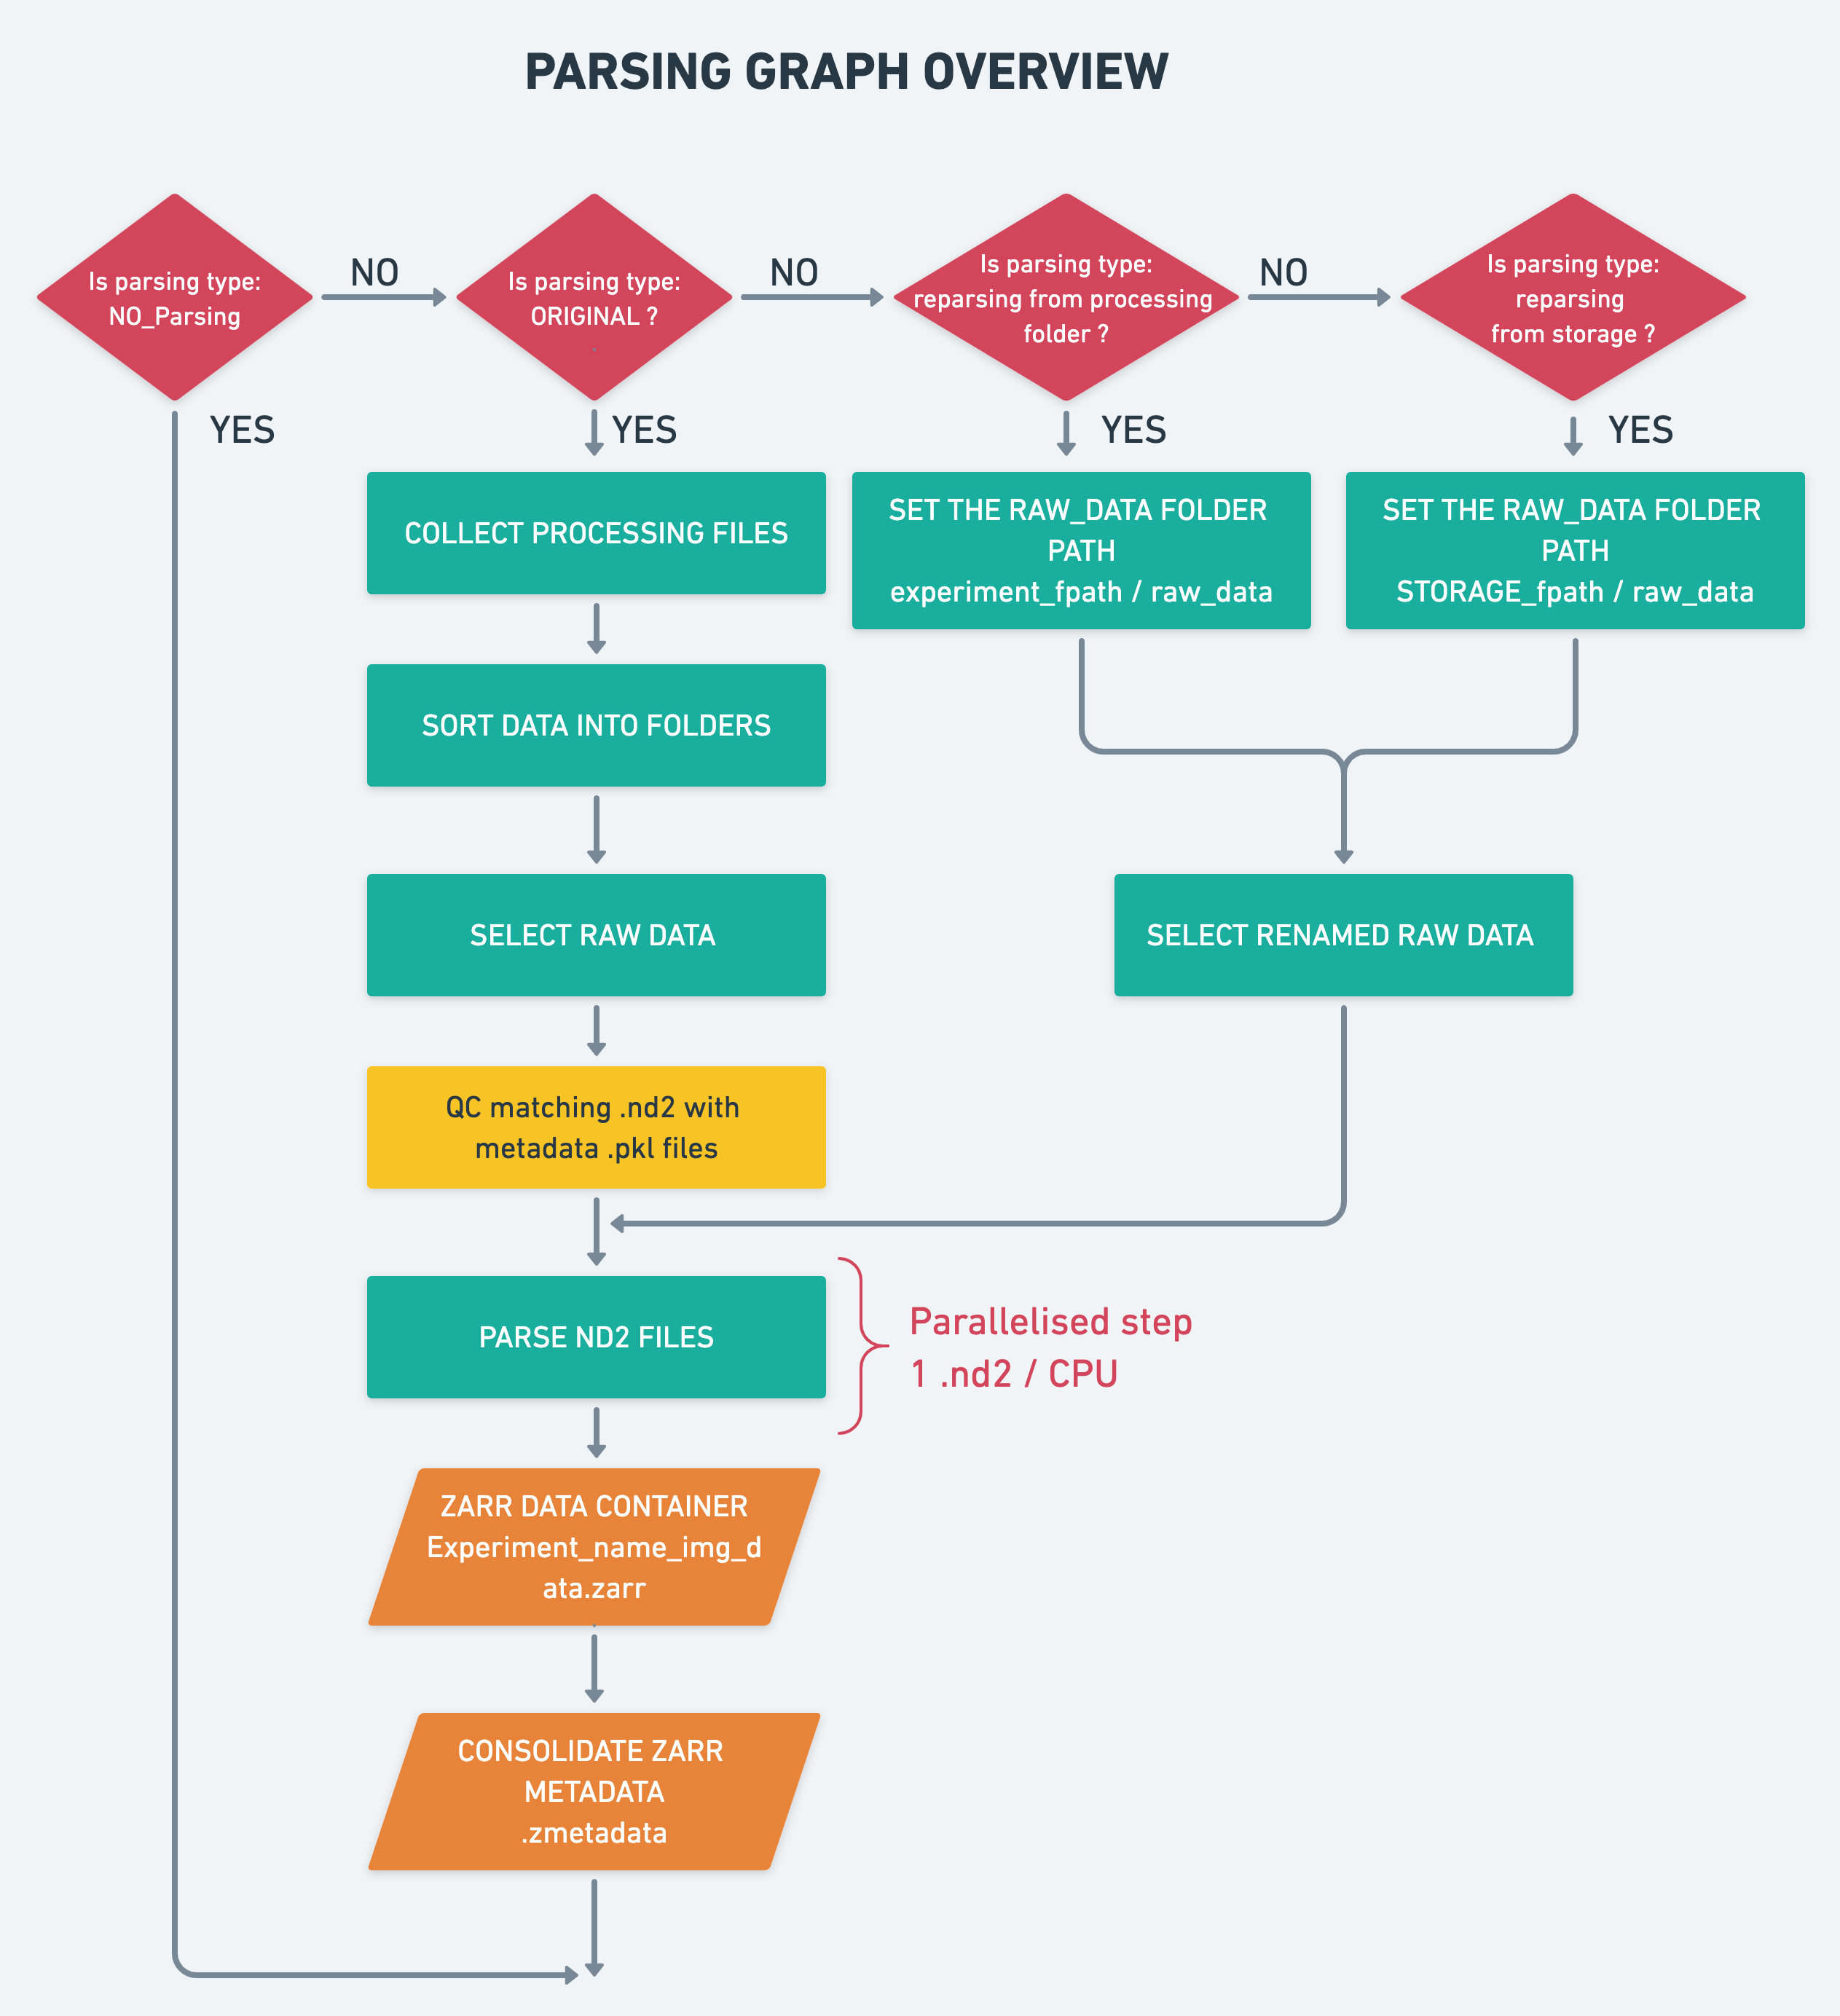 PARSING GRAPH OVERVIEW
Is parsing type:
NO_Parsing
NO
Is parsing type:
ORIGINAL ?
.
NO
Is parsing type:
reparsing from processing
folder ?
NO
Is parsing type:
reparsing
from storage ?
YES
YES
YES
YES
COLLECT PROCESSING FILES
SET THE RAW_DATA FOLDER
PATH
experiment_fpath / raw_data
SET THE RAW_DATA FOLDER
PATH
STORAGE_fpath / raw_data
SORT DATA INTO FOLDERS
SELECT RAW DATA
SELECT RENAMED RAW DATA
QC matching .nd2 with
metadata .pkl files
PARSE ND2 FILES
Parallelised step
1 .nd2 / CPU
ZARR DATA CONTAINER
Experiment_name_img_d
ata.zarr
CONSOLIDATE ZARR
METADATA
.zmetadata